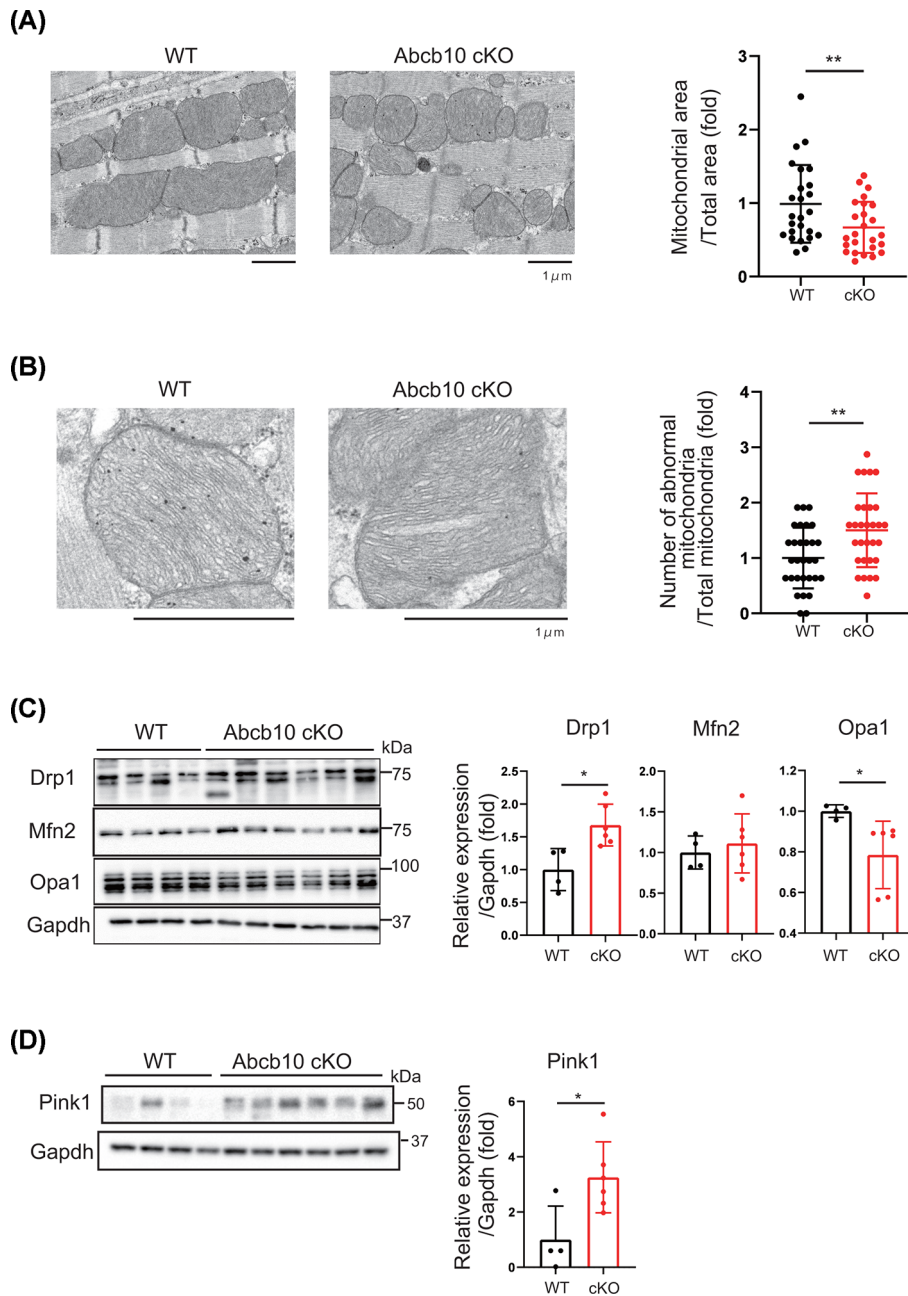 (A)
WT
Abcb10 cKO
1 μm
Mitochondrial area
/Total area (fold)
3
2
1
0
**
WT
cKO
(B)
WT
Abcb10 cKO
1 μm
Number of abnormal
mitochondria
/Total mitochondria (fold)
4
3
2
1
0
**
WT
cKO
(C)
WT
Abcb10 cKO
kDa
Drp1
75
Mfn2
75
Opa1
100
Gapdh
37
Relative expression
/Gapdh (fold)
Drp1
2.5
2.0
1.5
1.0
0.5
0.0
*
WT
cKO
Mfn2
2.0
1.5
1.0
0.5
0.0
WT
cKO
Opa1
1.2
1.0
0.8
0.6
0.4
*
WT
cKO
(D)
WT
Abcb10 cKO
kDa
Pink1
50
37
Gapdh
Pink1
Relative expression
/Gapdh (fold)
6
4
2
0
*
WT
cKO